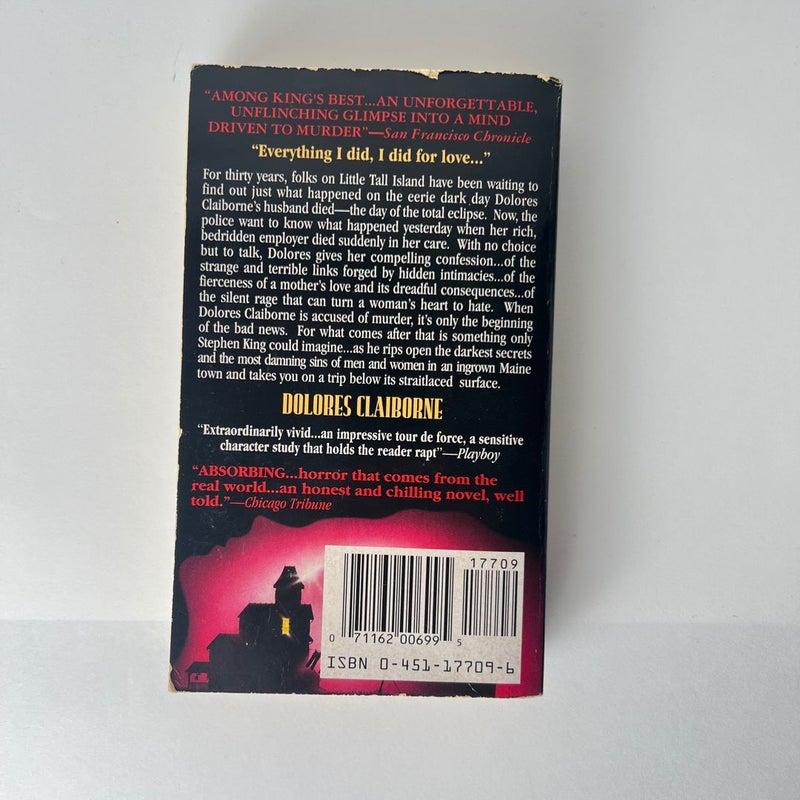 “AMONG KING'S BEST...AN UNFORGETTABLE,
UNFLINCHING GLIMPSE INTO A MIND
DRIVEN TO MURDER”—San Francisco Chronicle
“Everything I did, I did for love...”
For thirty years, folks on Little Tall Island have been waiting to
find out just what happened on the eerie dark day Dolores
Claiborne's husband died—the day of the total eclipse. Now, the
police want to know what happened yesterday when her rich,
bedridden employer died suddenly in her care. With no choice
but to talk, Dolores gives her compelling confession...of the
strange and terrible links forged by hidden intimacies...of the
fierceness of a mother's love and its dreadful consequences...of
the silent rage that can turn a woman's heart to hate. When
Dolores Claiborne is accused of murder, it's only the beginning
of the bad news. For what comes after that is something only
Stephen King could imagine...as he rips open the darkest secrets
and the most damning sins of men and women in an ingrown Maine
town and takes you on a trip below its straitlaced surface.
DOLORES CLAIBORNE
“Extraordinarily vivid...an impressive tour de force, a sensitive
character study that holds the reader rapt”—Playboy
“ABSORBING...horror that comes from the
real world...an honest and chilling novel, well
told.”—Chicago Tribune
17709
0 71162 00699 5
ISBN 0-451-17709-6